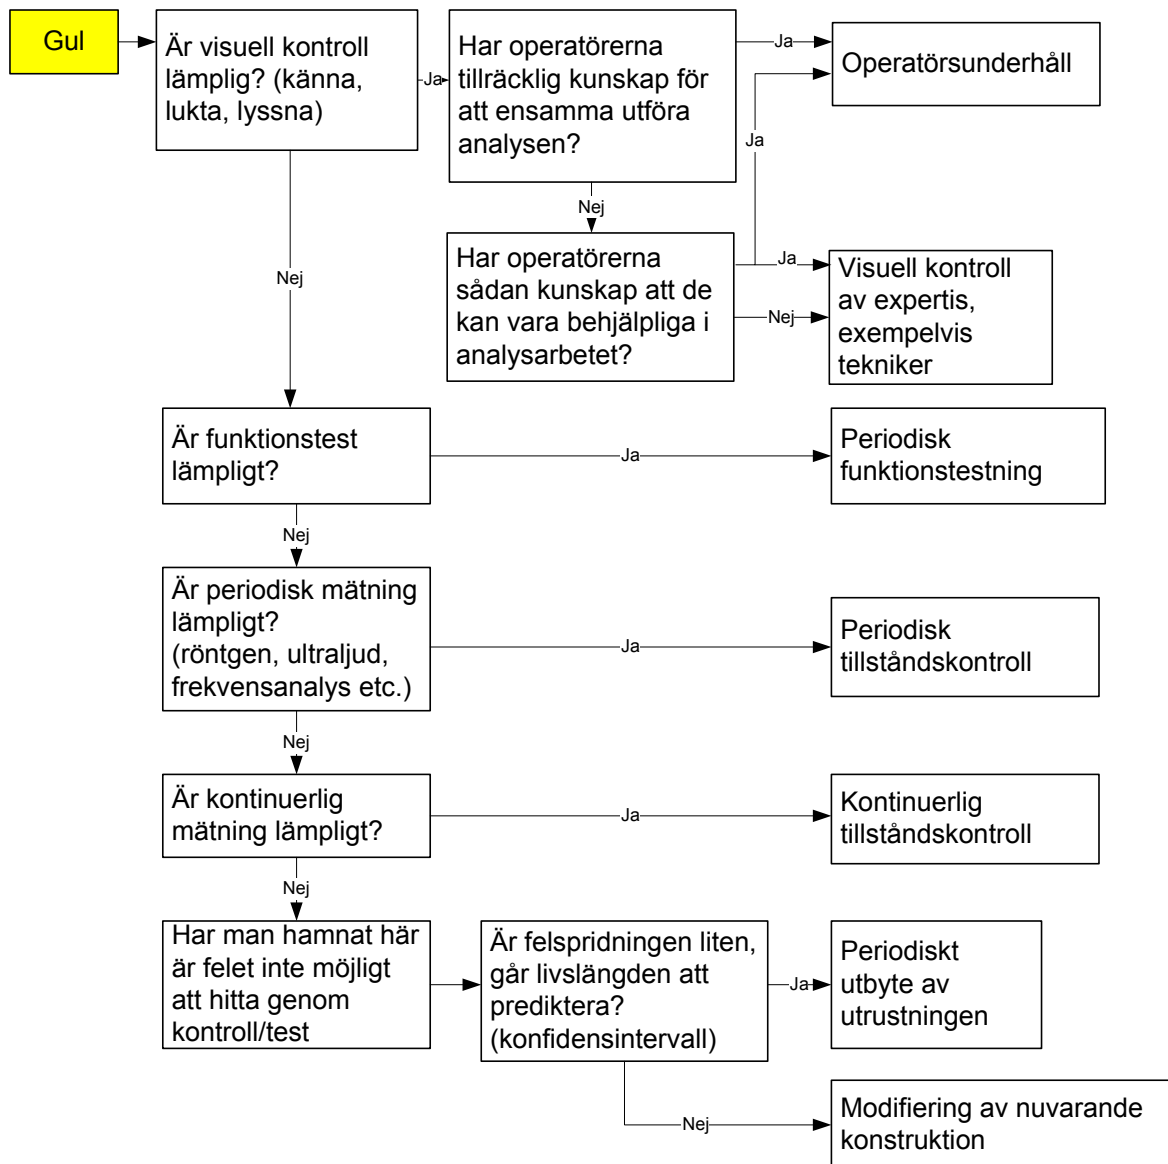 Gul
Är visuell kontroll
lämplig? (känna,
lukta, lyssna)
Ja
Har operatörerna
tillräcklig kunskap för
att ensamma utföra
analysen?
Ja
Operatörsunderhåll
Ja
Nej
Nej
Har operatörerna
sådan kunskap att de
kan vara behjälpliga i
analysarbetet?
Ja
Nej
Visuell kontroll
av expertis,
exempelvis
tekniker
Är funktionstest
lämpligt?
Ja
Periodisk
funktionstestning
Nej
Är periodisk mätning
lämpligt?
(röntgen, ultraljud,
frekvensanalys etc.)
Ja
Periodisk
tillståndskontroll
Nej
Är kontinuerlig
mätning lämpligt?
Ja
Kontinuerlig
tillståndskontroll
Nej
Har man hamnat här
är felet inte möjligt
att hitta genom
kontroll/test
Är felspridningen liten,
går livslängden att
prediktera?
(konfidensintervall)
Ja
Periodiskt
utbyte av
utrustningen
Nej
Modifiering av nuvarande
konstruktion